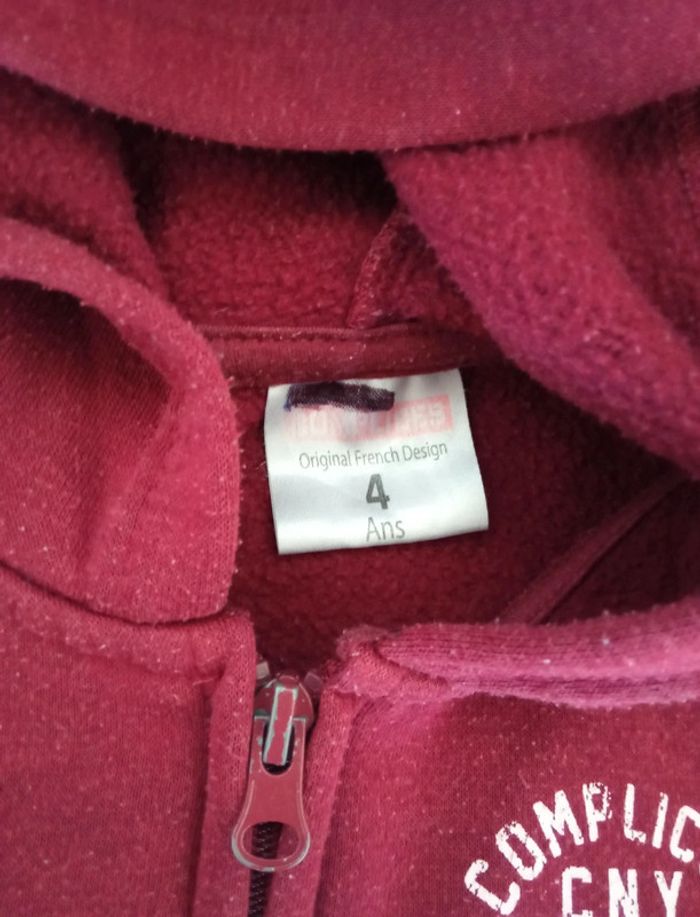 Original French Design
4
Ans
COMPLIC
CNY